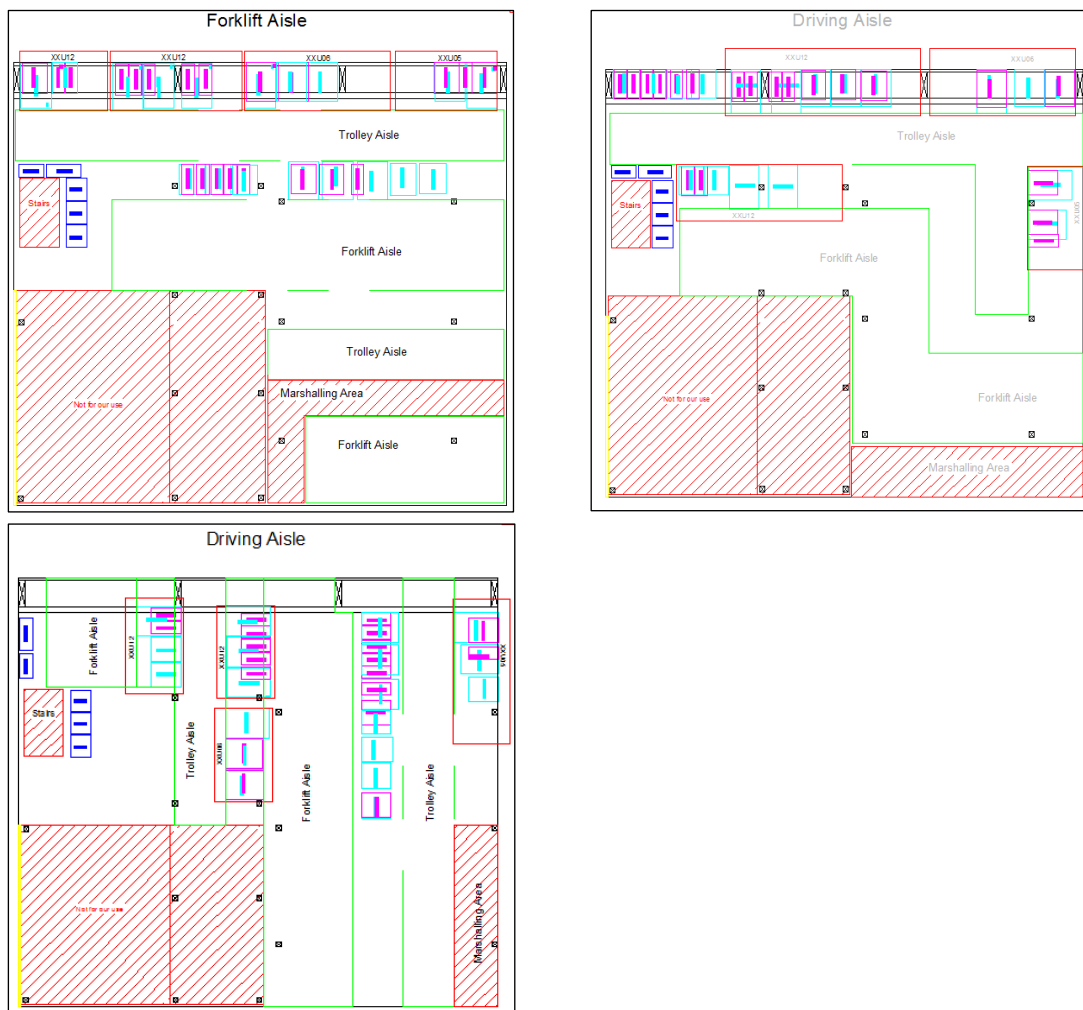 Forklift Aisle
XXU12
XXU12
XXU06
XXU05
Trolley Aisle
Stairs
Forklift Aisle
Trolley Aisle
Marshalling Area
Not for our use
Forklift Aisle
Driving Aisle
XXU12
XXU06
Trolley Aisle
Stairs
XXU12
XXU05
Forklift Aisle
Not for our use
Forklift Aisle
Marshalling Area
Driving Aisle
Forklift Aisle
XXU12
XXU12
XXU05
Stairs
Trolley Aisle
XXU06
Forklift Aisle
Trolley Aisle
Not for our use
Marshalling Area